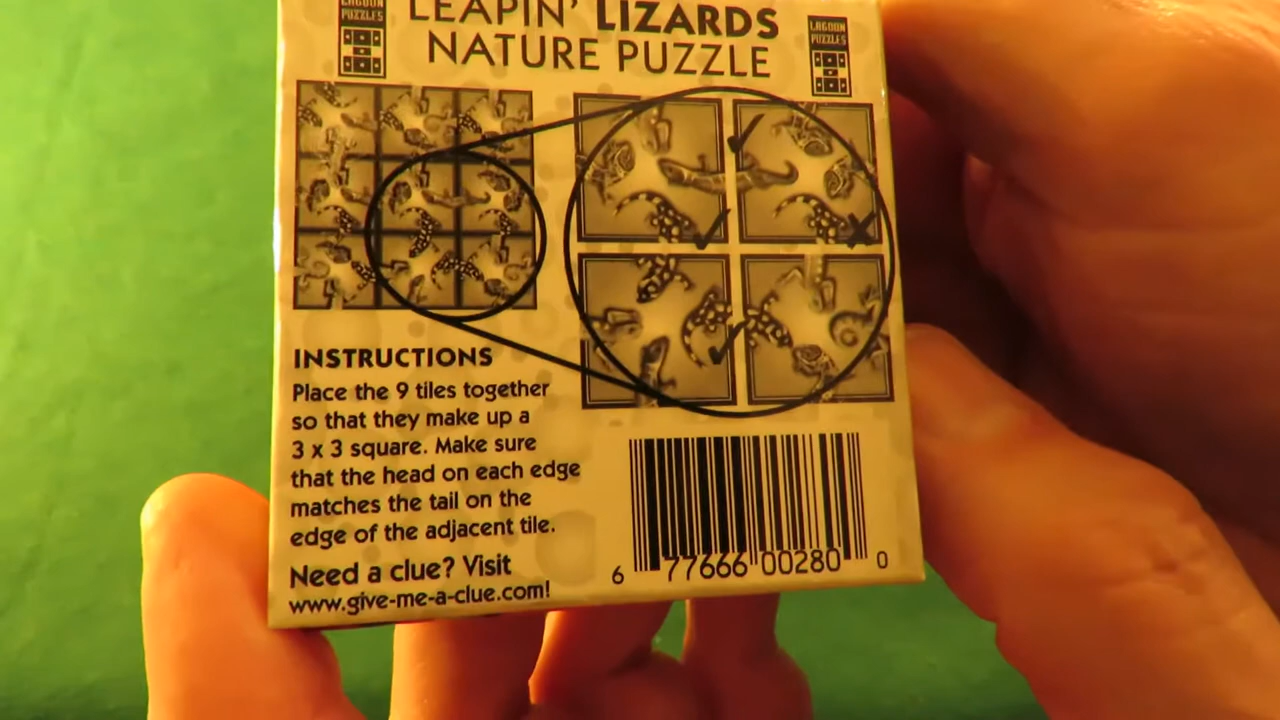 LEAPIN' LIZARDS
NATURE PUZZLE
LAGOON
PUZZLES
LAGOON
PUZZLES
INSTRUCTIONS
Place the 9 tiles together
so that they make up a
3 x 3 square. Make sure
that the head on each edge
matches the tail on the
edge of the adjacent tile.
Need a clue? Visit
www.give-me-a-clue.com!
6 77666 00280 0